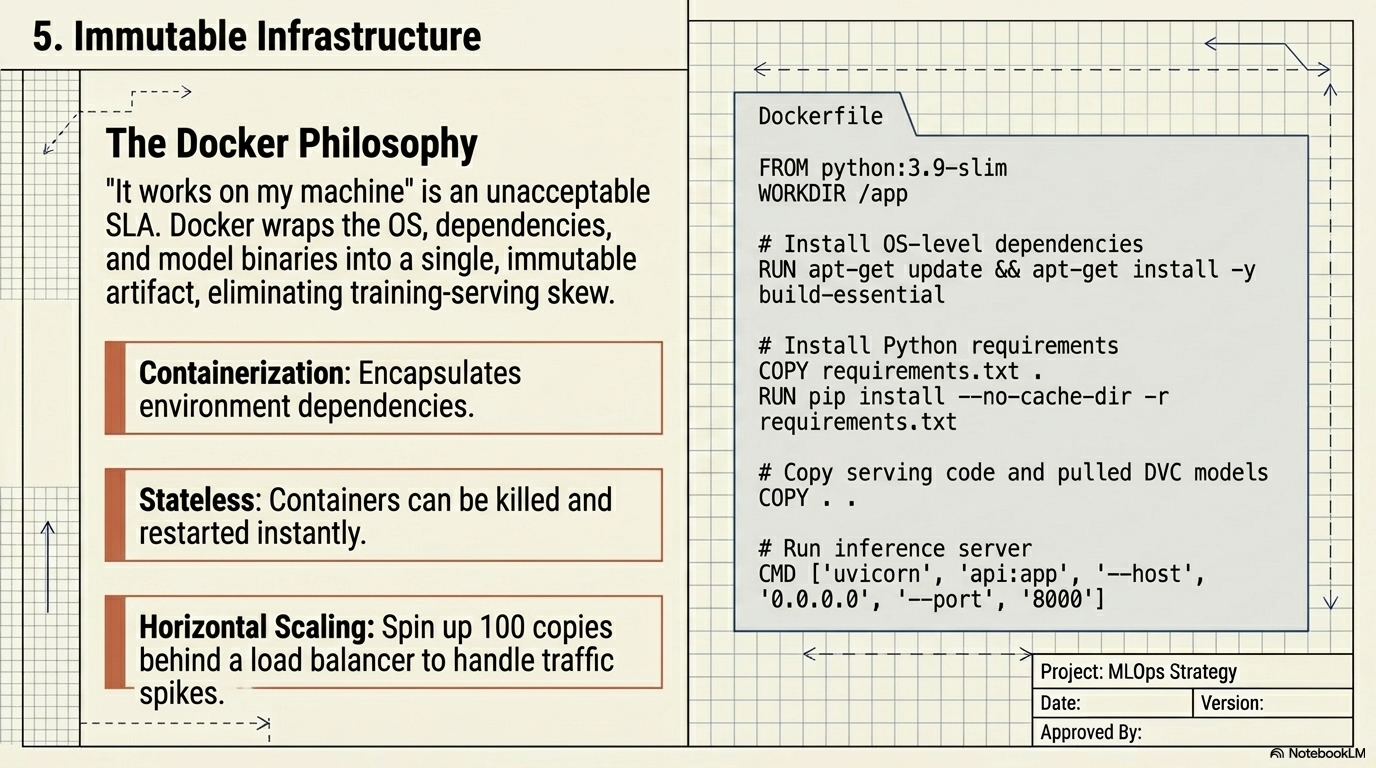 5. Immutable Infrastructure
The Docker Philosophy
"It works on my machine" is an unacceptable
SLA. Docker wraps the OS, dependencies,
and model binaries into a single, immutable
artifact, eliminating training-serving skew.
Containerization: Encapsulates
environment dependencies.
Stateless: Containers can be killed and
restarted instantly.
Horizontal Scaling: Spin up 100 copies
behind a load balancer to handle traffic
spikes.
Dockerfile
FROM python:3.9-slim
WORKDIR /app
# Install OS-level dependencies
RUN apt-get update && apt-get install -y
build-essential
# Install Python requirements
COPY requirements.txt .
RUN pip install --no-cache-dir -r
requirements.txt
# Copy serving code and pulled DVC models
COPY . .
# Run inference server
CMD ['uvicorn', 'api:app', '--host',
'0.0.0.0', '--port', '8000']
Project: MLOps Strategy
Date: Version:
Approved By:
NotebookLM